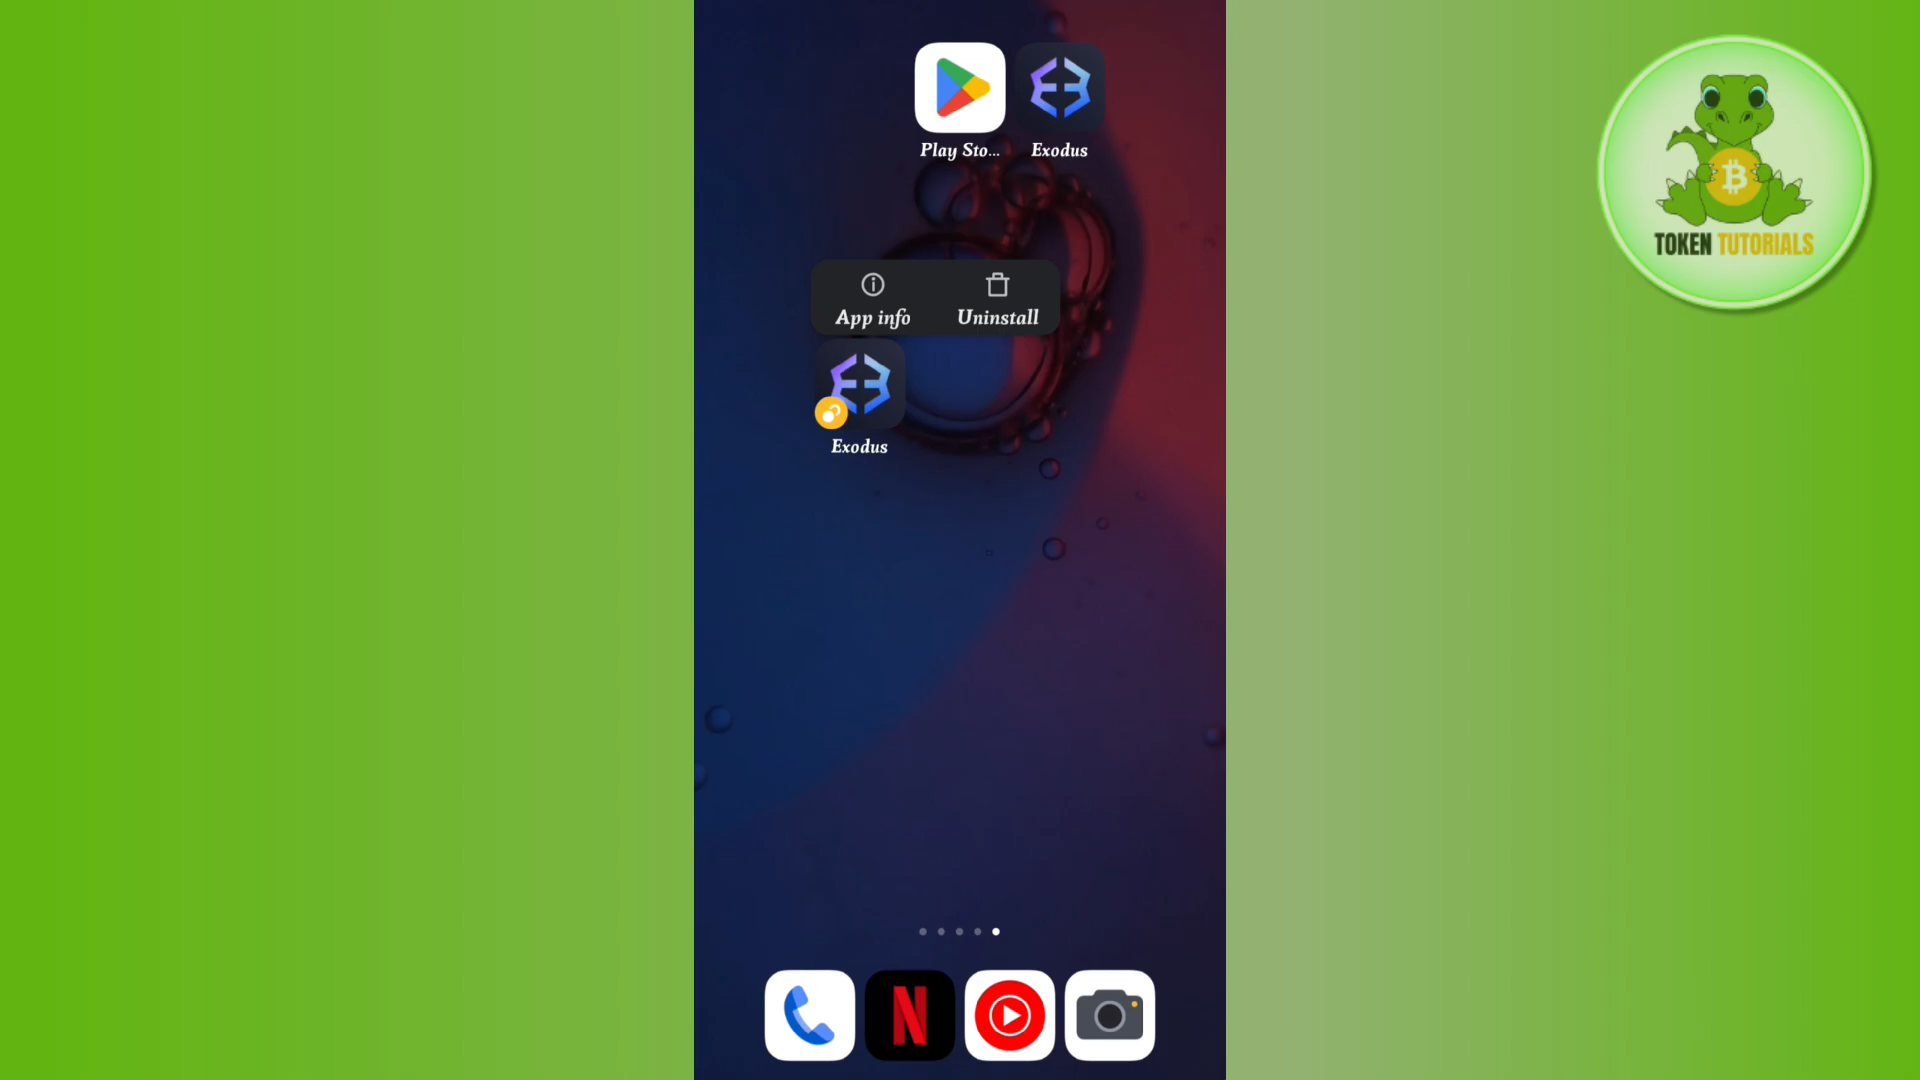 Play Sto...
Exodus
App info
Uninstall
Exodus
TOKEN TUTORIALS